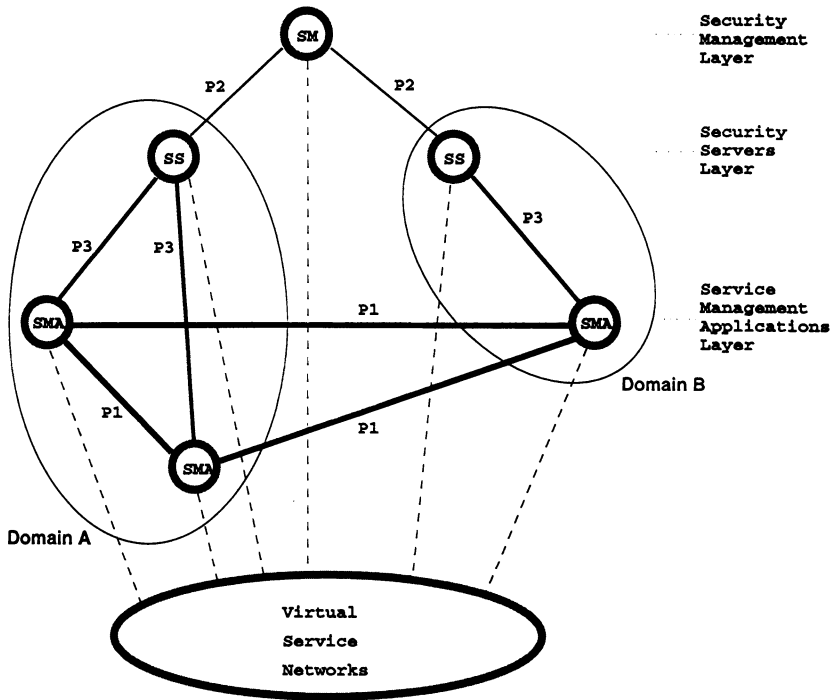 SM
Security
Management
Layer
P2
P2
SS
SS
Security
Servers
Layer
P3
P3
P3
SMA
P1
SMA
Service
Management
Applications
Layer
Domain B
P1
P1
SMA
Domain A
Virtual
Service
Networks